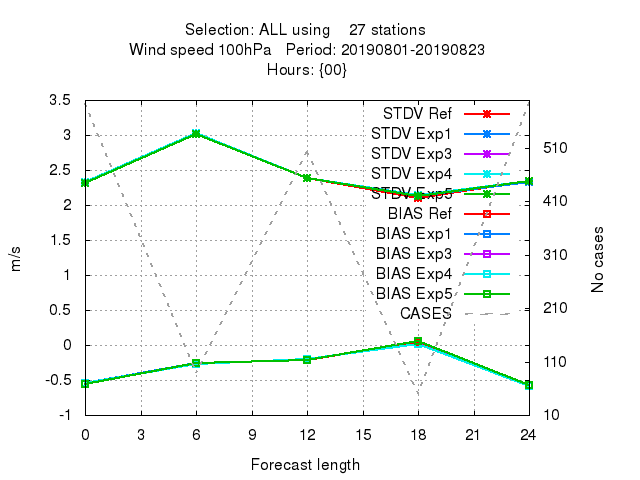 Selection: ALL using    27 stations
Wind speed 100hPa   Period: 20190801-20190823
Hours: {00}
3.5
3
2.5
2
1.5
1
0.5
0
-0.5
-1
m/s
STDV Ref
STDV Exp1
STDV Exp3
STDV Exp4
STDV Exp5
BIAS Ref
BIAS Exp1
BIAS Exp3
BIAS Exp4
BIAS Exp5
CASES
510
410
310
210
110
10
No cases
0 3 6 9 12 15 18 21 24
Forecast length